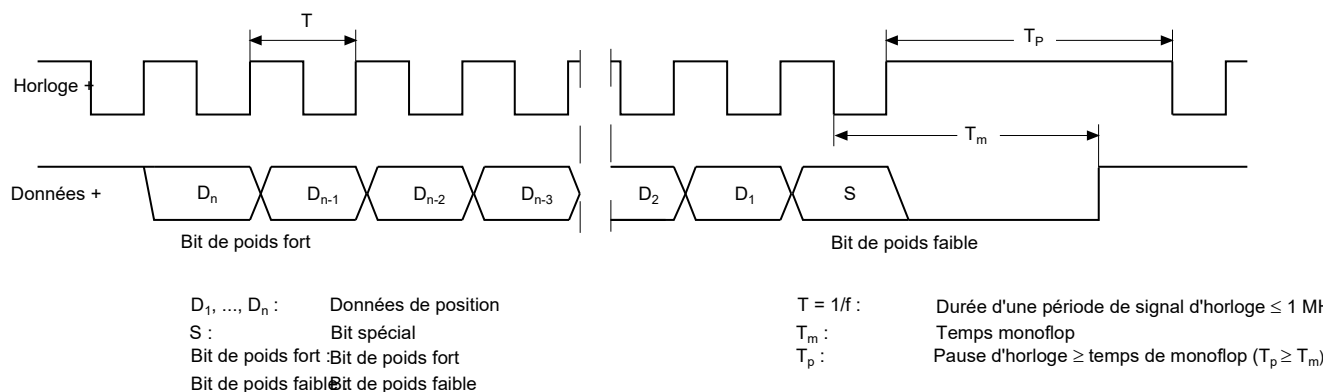 T
T_P
Horloge +
T_m
Données +
D_n D_{n-1} D_{n-2} D_{n-3} D_2 D_1 S
Bit de poids fort Bit de poids faible
D_1, ..., D_n : Données de position
S : Bit spécial
Bit de poids fort : Bit de poids fort
Bit de poids faible : Bit de poids faible
T = 1/f : Durée d'une période de signal d'horloge ≤ 1 MH
T_m : Temps monoflop
T_p : Pause d'horloge ≥ temps de monoflop (T_p ≥ T_m)